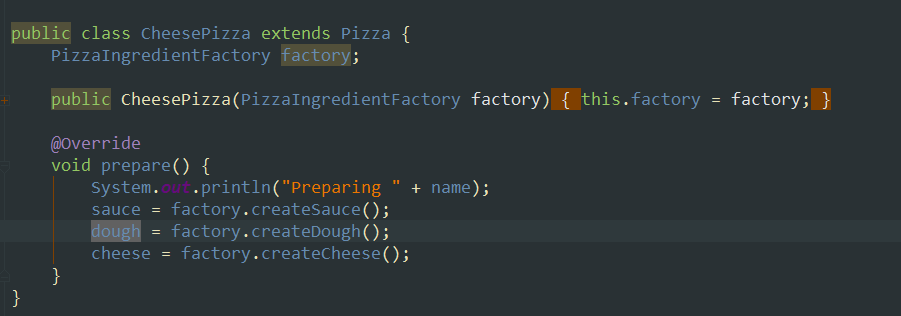 public class CheesePizza extends Pizza {
    PizzaIngredientFactory factory;
    public CheesePizza(PizzaIngredientFactory factory) { this.factory = factory; }
    @Override
    void prepare() {
        System.out.println("Preparing " + name);
        sauce = factory.createSauce();
        dough = factory.createDough();
        cheese = factory.createCheese();
    }
}